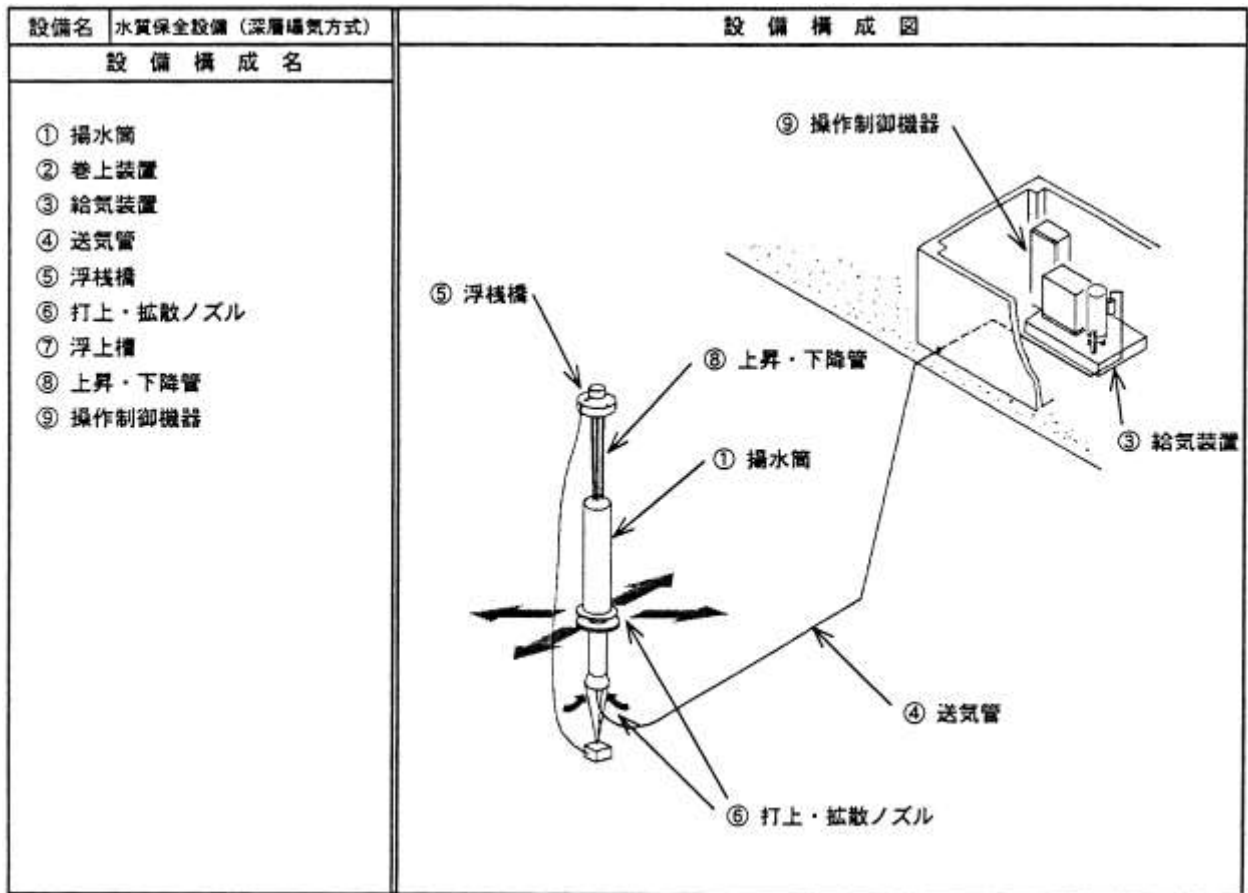 設備名 水質保全設備（深層曝気方式）
設備構成図
設備構成名
① 揚水筒
② 巻上装置
③ 給気装置
④ 送気管
⑤ 浮桟橋
⑥ 打上・拡散ノズル
⑦ 浮上槽
⑧ 上昇・下降管
⑨ 操作制御機器
⑨ 操作制御機器
⑤ 浮桟橋
⑧ 上昇・下降管
③ 給気装置
① 揚水筒
④ 送気管
⑥ 打上・拡散ノズル